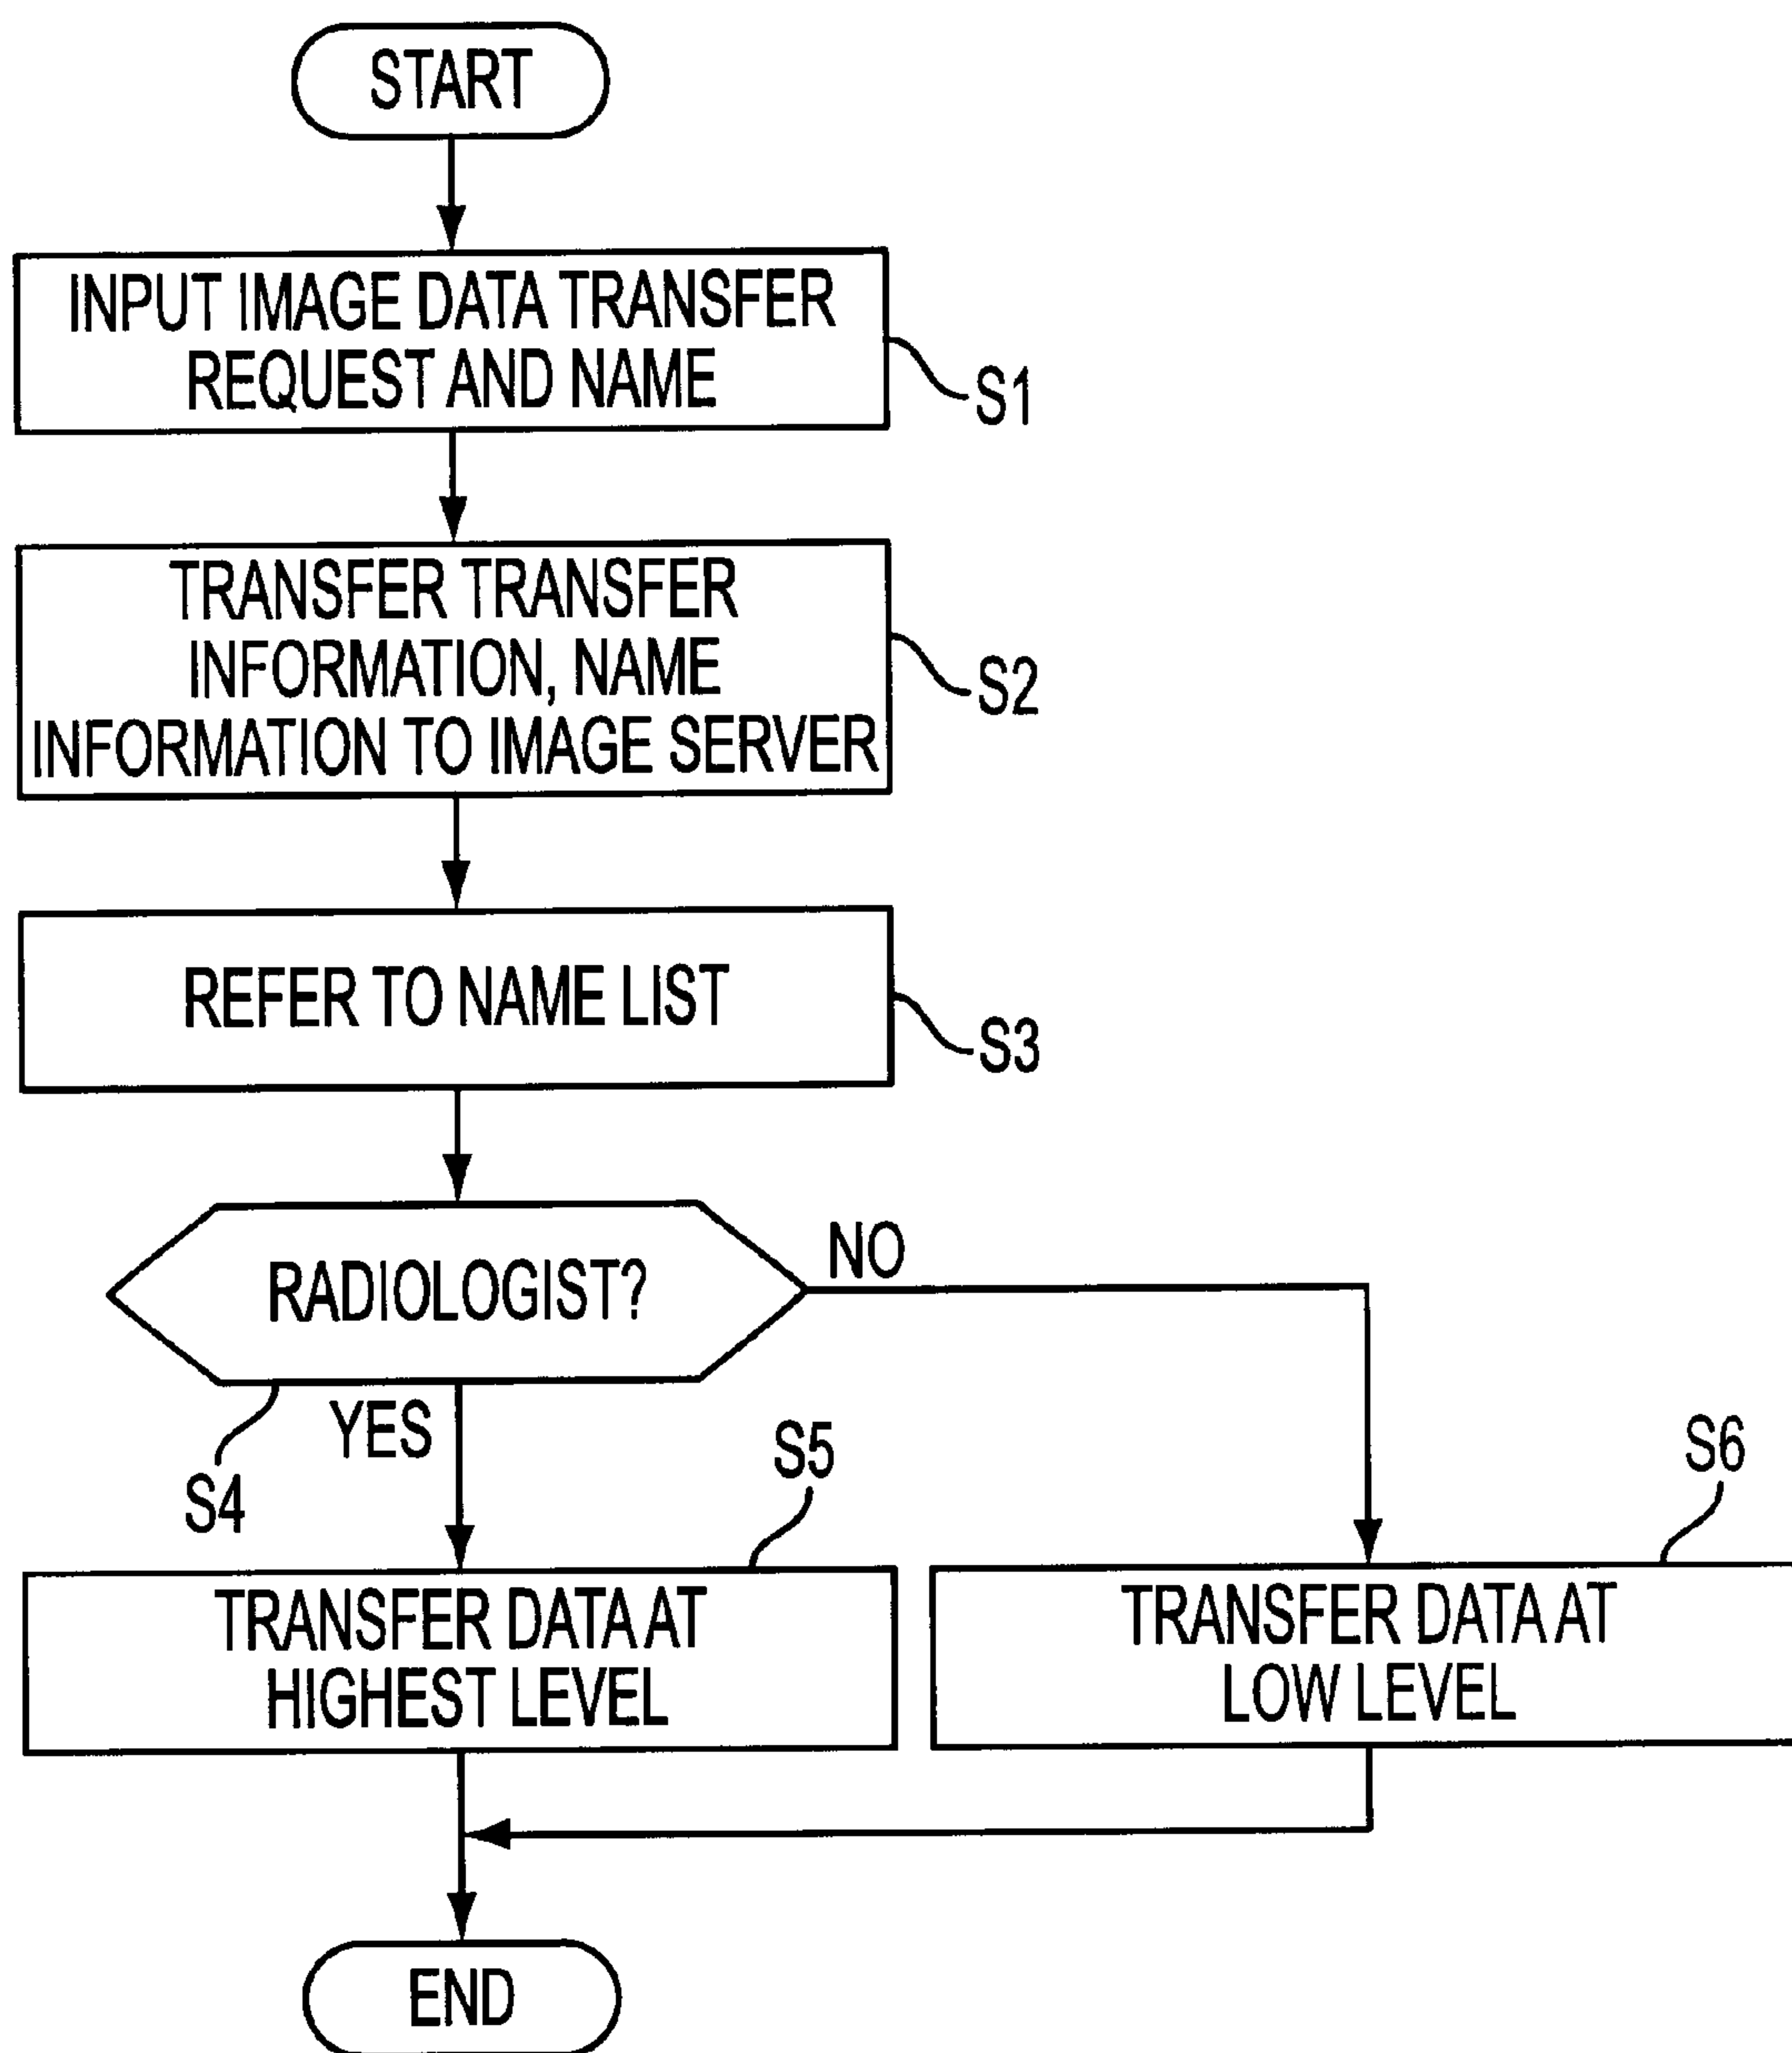 START
INPUT IMAGE DATA TRANSFER
REQUEST AND NAME
S1
TRANSFER TRANSFER
INFORMATION, NAME
INFORMATION TO IMAGE SERVER
S2
REFER TO NAME LIST
S3
RADIOLOGIST?
NO
YES
S4
S5
S6
TRANSFER DATA AT
HIGHEST LEVEL
TRANSFER DATA AT
LOW LEVEL
END